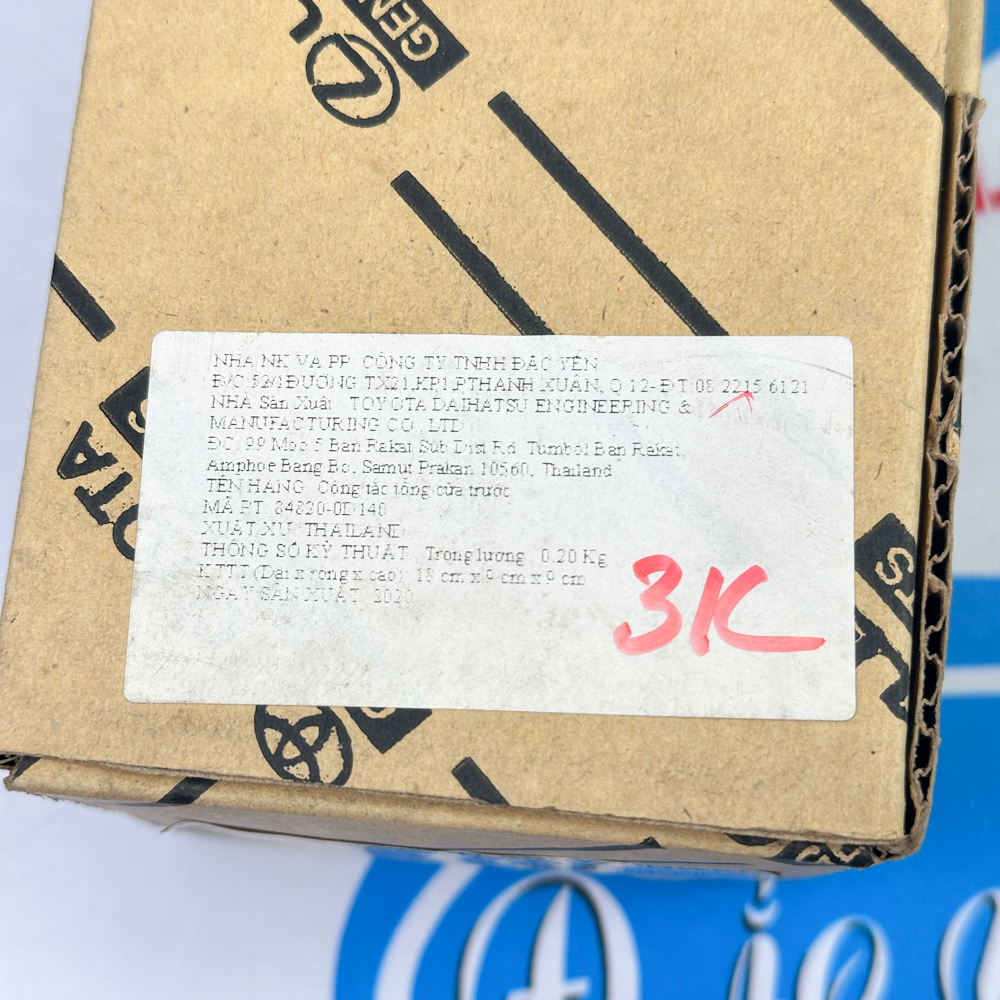 GEN
OTA
NHÀ NK VÀ PP: CÔNG TY TNHH ĐẮC YẾN
Đ/C: 52/1 ĐƯỜNG TX21, KP1, P.THẠNH XUÂN, Q 12 - ĐT:08 2215 6121
NHÀ Sản Xuất: TOYOTA DAIHATSU ENGINEERING &
MANUFACTURING CO., LTD
ĐC: 99 Moo 5 Ban Rakat Sub Dist Rd. Tumbol Ban Rakat,
Amphoe Bang Bo. Samut Prakan 10560, Thailand
TÊN HÀNG: Công tắc tổng cửa trước
MÃ PT: 84820-0D140
XUẤT XỨ: THAILAND
THÔNG SỐ KỸ THUẬT: Trọng lượng: 0.20 Kg
KTTT (Dài x rộng x cao): 18 cm x 9 cm x 9 cm
NGÀY SẢN XUẤT: 2020
3K